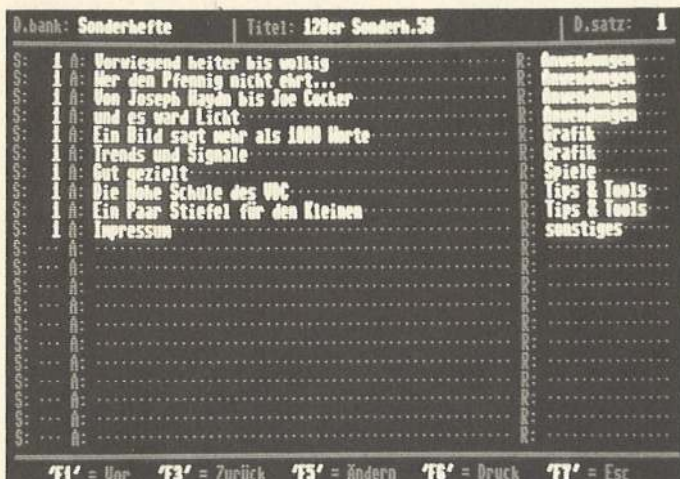 D.bank: Sonderhefte | Titel: 128er Sonderh.58 | D.satz: 1
S: 1 A: Vorwiegend heiter bis wolkig R: Anwendungen
S: 1 A: Wer den Pfennig nicht ehrt... R: Anwendungen
S: 1 A: Von Joseph Haydn bis Joe Cocker R: Anwendungen
S: 1 A: und es ward Licht R: Anwendungen
S: 1 A: Ein Bild sagt mehr als 1000 Worte R: Grafik
S: 1 A: Trends und Signale R: Grafik
S: 1 A: Gut gezielt R: Spiele
S: 1 A: Die Hohe Schule des VDC R: Tips & Tools
S: 1 A: Ein Paar Stiefel für den Kleinen R: Tips & Tools
S: 1 A: Impressum R: sonstiges
S: A: R:
S: A: R:
S: A: R:
S: A: R:
S: A: R:
S: A: R:
S: A: R:
S: A: R:
S: A: R:
S: A: R:
'F1' = Vor 'F3' = Zurück 'F5' = Ändern 'F6' = Druck 'F7' = Esc